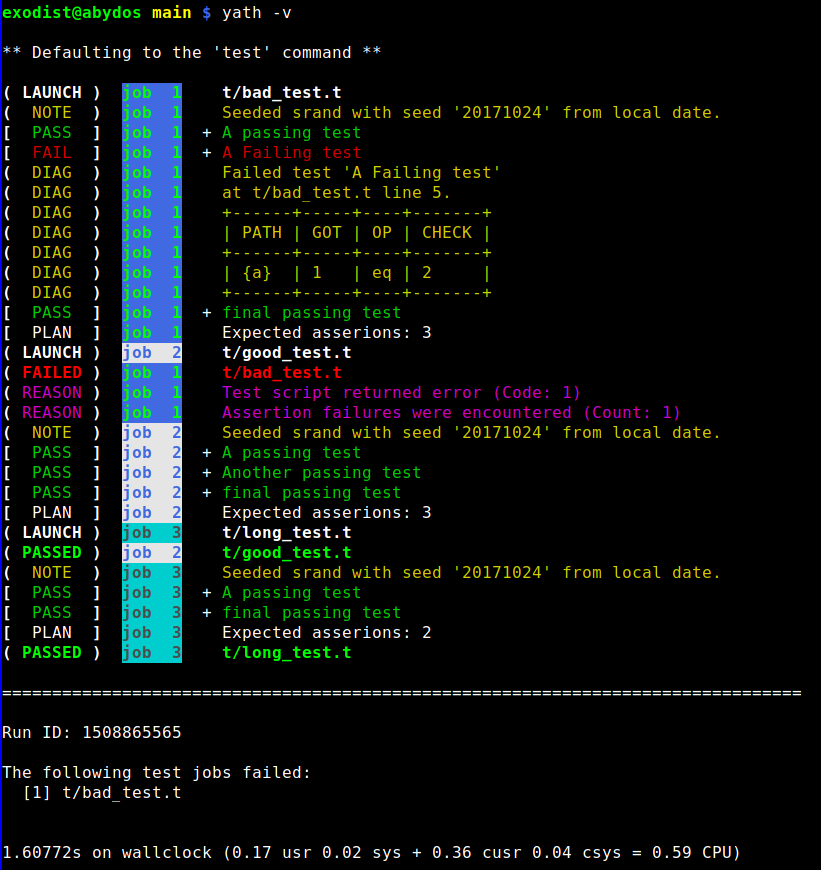 exodist@abydos main $ yath -v
** Defaulting to the 'test' command **
( LAUNCH ) job 1 t/bad_test.t
( NOTE ) job 1 Seeded srand with seed '20171024' from local date.
[ PASS ] job 1 + A passing test
[ FAIL ] job 1 + A Failing test
( DIAG ) job 1 Failed test 'A Failing test'
( DIAG ) job 1 at t/bad_test.t line 5.
( DIAG ) job 1 +------+-----+----+-------+
( DIAG ) job 1 | PATH | GOT | OP | CHECK |
( DIAG ) job 1 +------+-----+----+-------+
( DIAG ) job 1 | {a}  | 1   | eq | 2     |
( DIAG ) job 1 +------+-----+----+-------+
[ PASS ] job 1 + final passing test
[ PLAN ] job 1 Expected asserions: 3
( LAUNCH ) job 2 t/good_test.t
( FAILED ) job 1 t/bad_test.t
( REASON ) job 1 Test script returned error (Code: 1)
( REASON ) job 1 Assertion failures were encountered (Count: 1)
( NOTE ) job 2 Seeded srand with seed '20171024' from local date.
[ PASS ] job 2 + A passing test
[ PASS ] job 2 + Another passing test
[ PASS ] job 2 + final passing test
[ PLAN ] job 2 Expected asserions: 3
( LAUNCH ) job 3 t/long_test.t
( PASSED ) job 2 t/good_test.t
( NOTE ) job 3 Seeded srand with seed '20171024' from local date.
[ PASS ] job 3 + A passing test
[ PASS ] job 3 + final passing test
[ PLAN ] job 3 Expected asserions: 2
( PASSED ) job 3 t/long_test.t
================================================================================
Run ID: 1508865565
The following test jobs failed:
[1] t/bad_test.t
1.60772s on wallclock (0.17 usr 0.02 sys + 0.36 cusr 0.04 csys = 0.59 CPU)